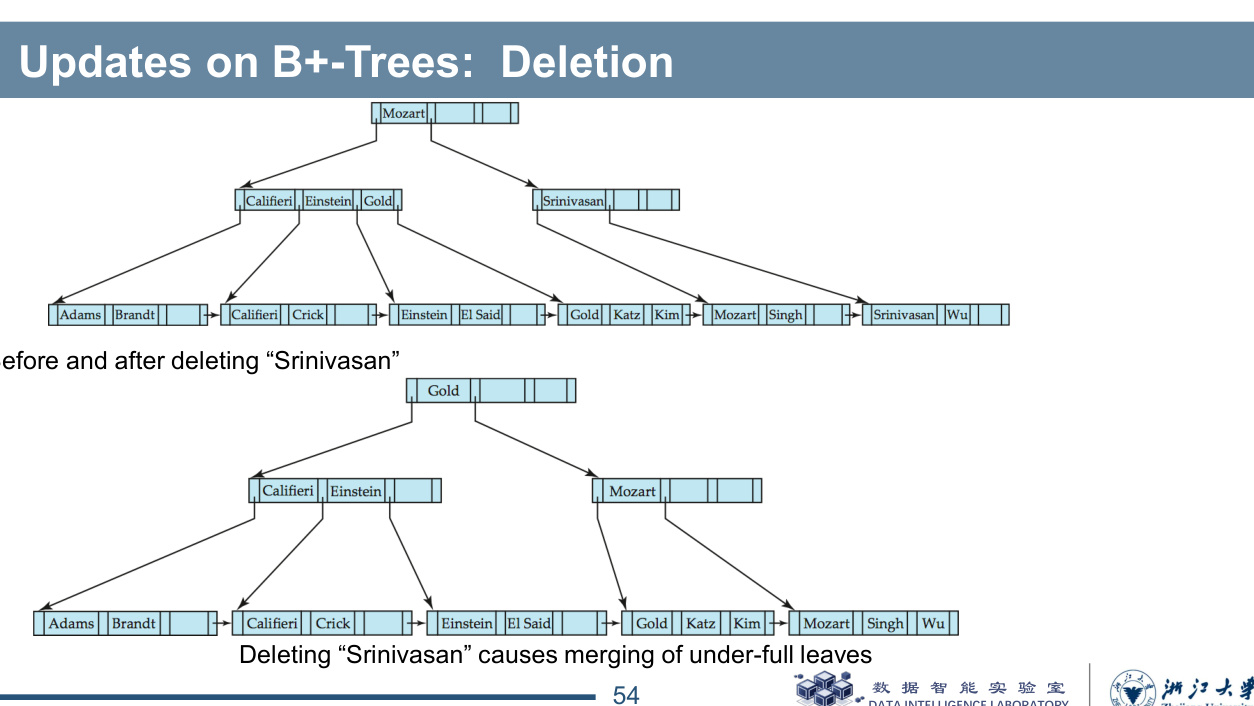 Updates on B+-Trees: Deletion
Mozart
Califieri Einstein Gold
Srinivasan
Adams Brandt
Califieri Crick
Einstein El Said
Gold Katz Kim
Mozart Singh
Srinivasan Wu
efore and after deleting “Srinivasan”
Gold
Califieri Einstein
Mozart
Adams Brandt
Califieri Crick
Einstein El Said
Gold Katz Kim
Mozart Singh Wu
Deleting “Srinivasan” causes merging of under-full leaves
54
数据智能实验室
DATA INTELLIGENCE LABORATORY
浙江大学